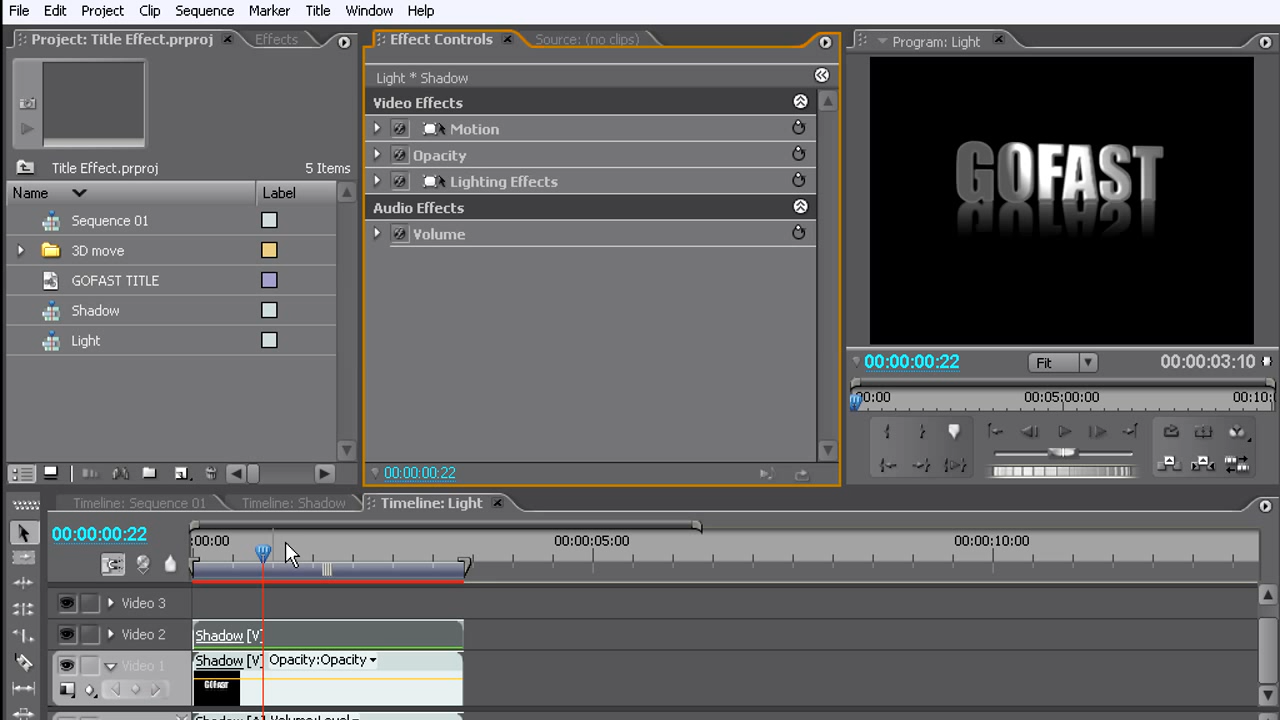 File Edit Project Clip Sequence Marker Title Window Help
Project: Title Effect.prproj Effects
Effect Controls Source: (no clips)
Program: Light
Light * Shadow
Video Effects
Motion
Opacity
Lighting Effects
Audio Effects
Volume
00:00:00:22
Title Effect.prproj 5 Items
Name Label
Sequence 01
3D move
GOFAST TITLE
Shadow
Light
GOFAST
00:00:00:22 Fit 00:00:03:10
:00:00 00:05:00:00 00:10:
Timeline: Sequence 01 Timeline: Shadow Timeline: Light
00:00:00:22 :00:00 00:00:05:00 00:00:10:00
Video 3
Video 2 Shadow [V]
Video 1 Shadow [V] Opacity:Opacity
GOFAST
Shadow [A] Volume:Level